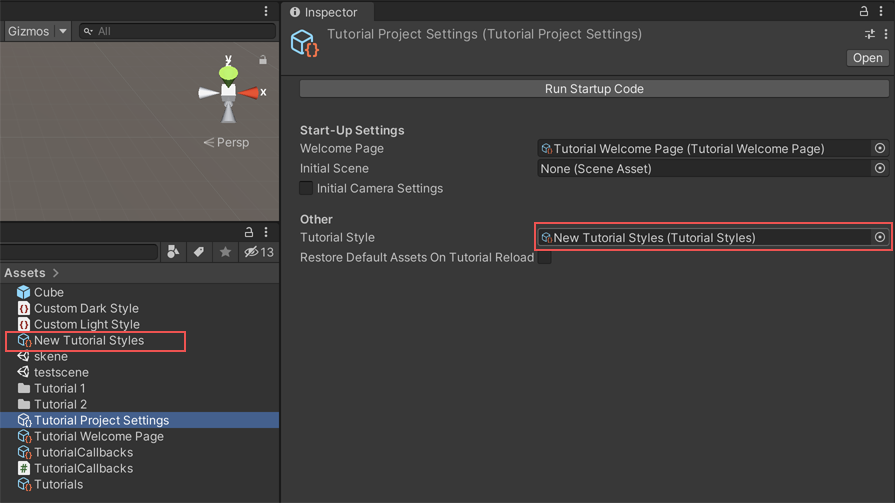 Gizmos
All
y
x
Persp
13
Assets
Cube
Custom Dark Style
Custom Light Style
New Tutorial Styles
skene
testscene
Tutorial 1
Tutorial 2
Tutorial Project Settings
Tutorial Welcome Page
TutorialCallbacks
TutorialCallbacks
Tutorials
Inspector
Tutorial Project Settings (Tutorial Project Settings)
Open
Run Startup Code
Start-Up Settings
Welcome Page Tutorial Welcome Page (Tutorial Welcome Page)
Initial Scene None (Scene Asset)
Initial Camera Settings
Other
Tutorial Style New Tutorial Styles (Tutorial Styles)
Restore Default Assets On Tutorial Reload